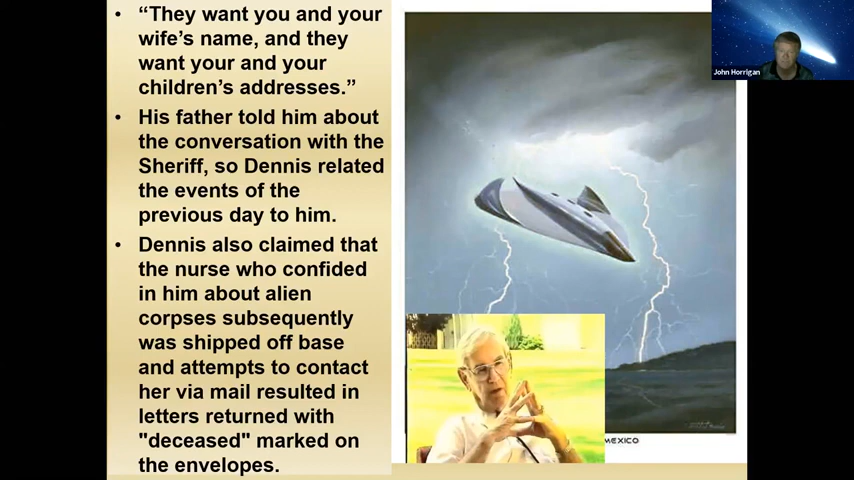 • “They want you and your
wife’s name, and they
want your and your
children’s addresses.”
• His father told him about
the conversation with the
Sheriff, so Dennis related
the events of the
previous day to him.
• Dennis also claimed that
the nurse who confided
in him about alien
corpses subsequently
was shipped off base
and attempts to contact
her via mail resulted in
letters returned with
"deceased" marked on
the envelopes.
MEXICO
John Horrigan